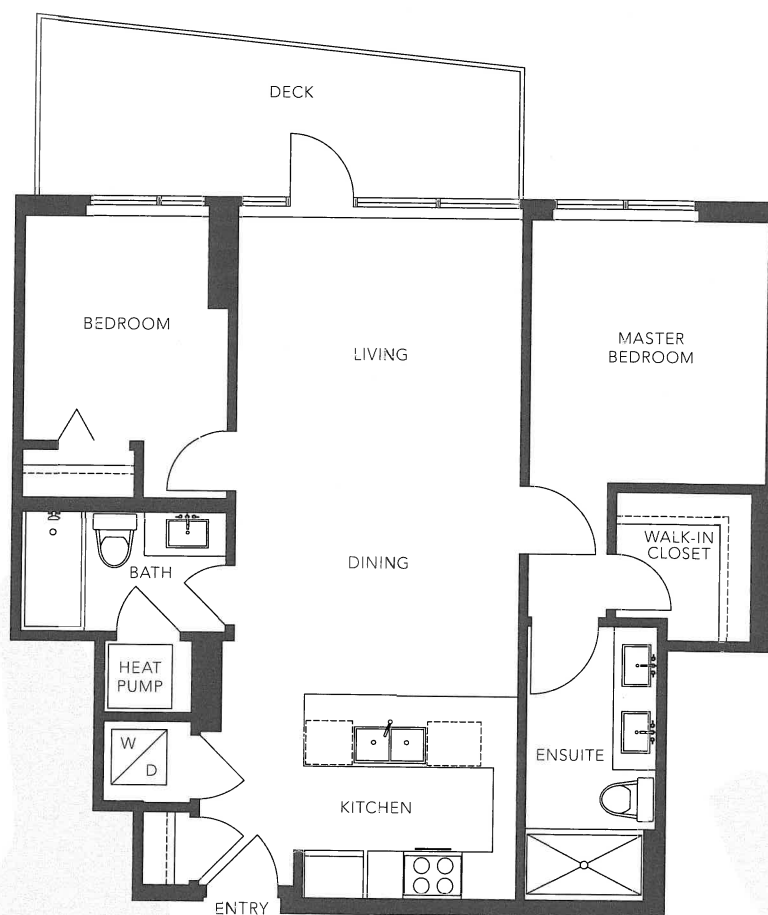 DECK
BEDROOM
LIVING
MASTER
BEDROOM
WALK-IN
CLOSET
DINING
BATH
HEAT
PUMP
W
D
ENSUITE
KITCHEN
ENTRY